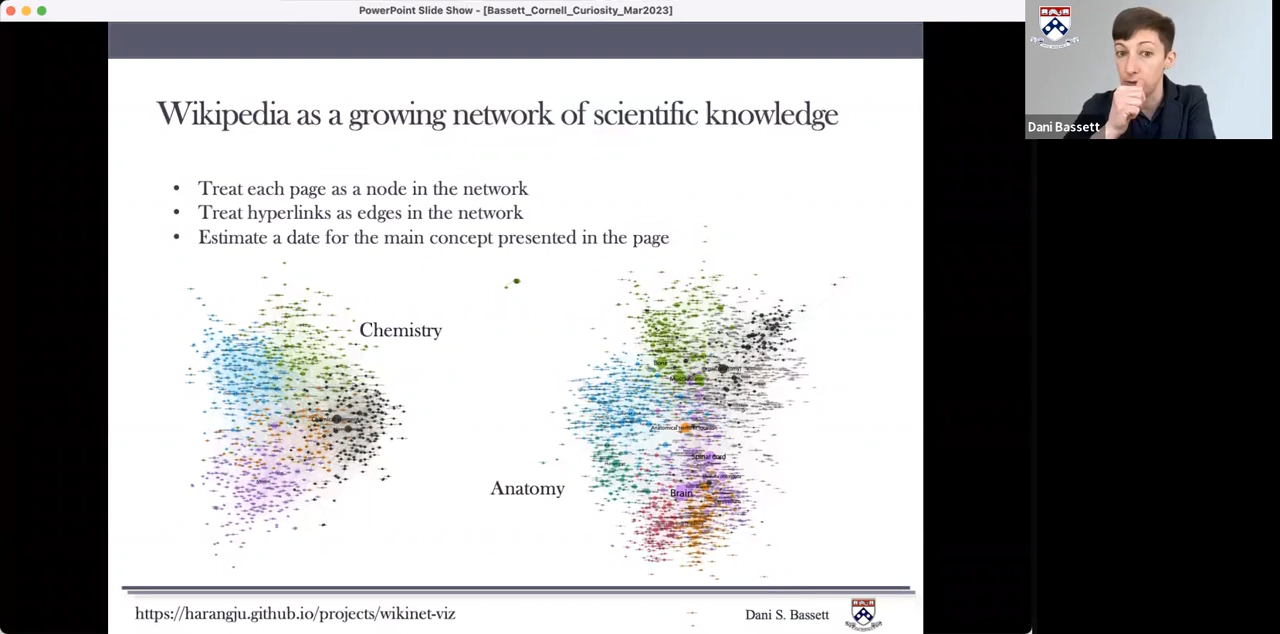 PowerPoint Slide Show - [Bassett_Cornell_Curiosity_Mar2023]
Dani Bassett
Wikipedia as a growing network of scientific knowledge
• Treat each page as a node in the network
• Treat hyperlinks as edges in the network
• Estimate a date for the main concept presented in the page
Chemistry
Anatomy
Spinal cord
Brain
https://harangju.github.io/projects/wikinet-viz
Dani S. Bassett